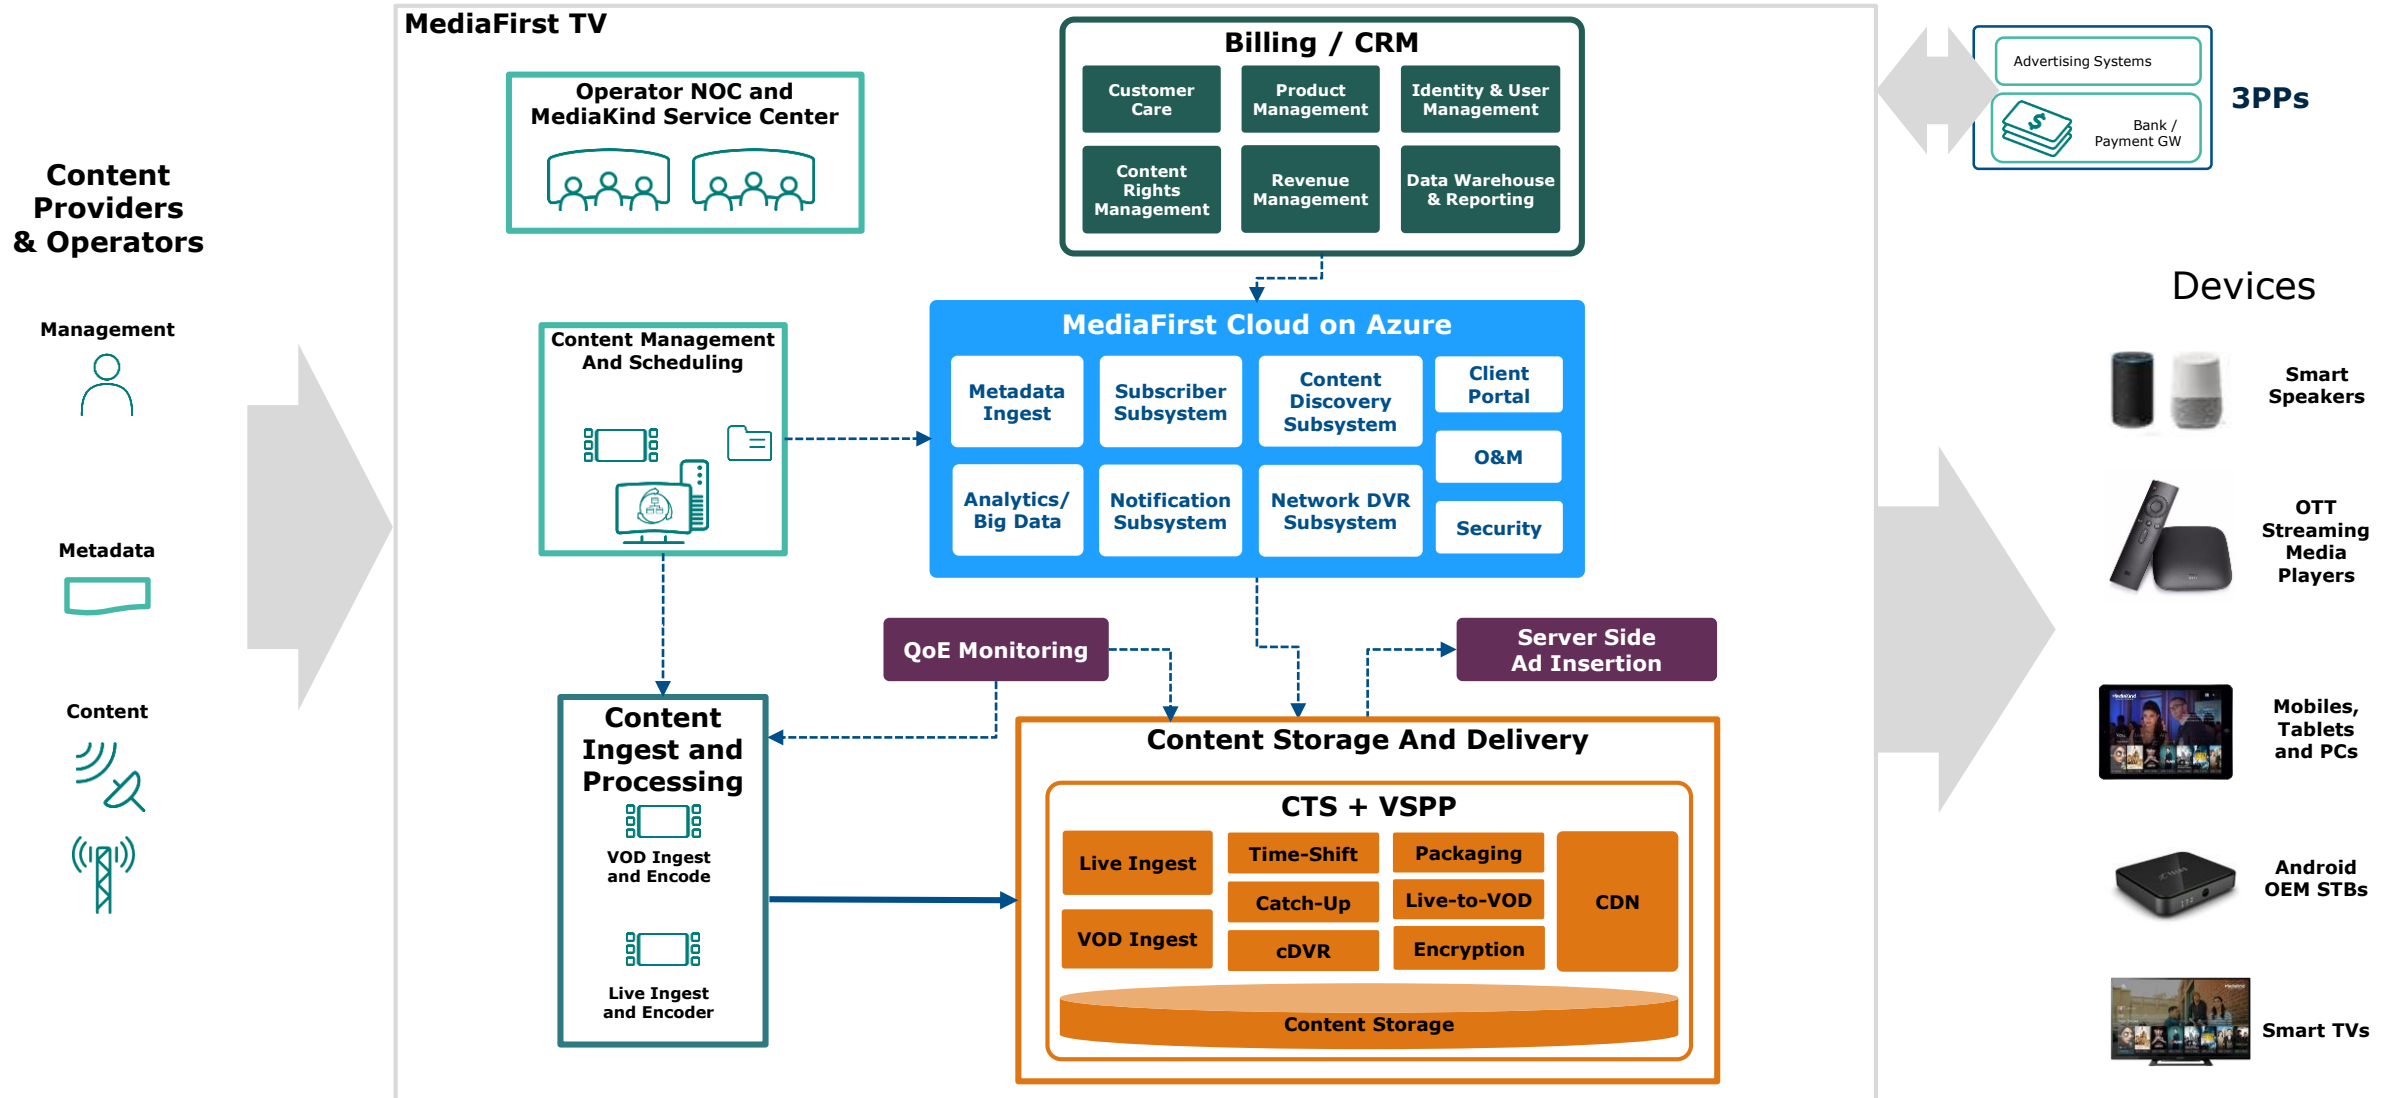 MediaFirst TV
Content
Providers
& Operators
Management
Metadata
Content
Operator NOC and
MediaKind Service Center
Billing / CRM
Customer
Care
Product
Management
Identity & User
Management
Content
Rights
Management
Revenue
Management
Data Warehouse
& Reporting
Advertising Systems
$
Bank /
Payment GW
3PPs
Content Management
And Scheduling
MediaFirst Cloud on Azure
Metadata
Ingest
Subscriber
Subsystem
Content
Discovery
Subsystem
Client
Portal
O&M
Security
Analytics/
Big Data
Notification
Subsystem
Network DVR
Subsystem
QoE Monitoring
Server Side
Ad Insertion
Content
Ingest and
Processing
VOD Ingest
and Encode
Live Ingest
and Encoder
Content Storage And Delivery
CTS + VSPP
Live Ingest
VOD Ingest
Time-Shift
Catch-Up
cDVR
Packaging
Live-to-VOD
Encryption
CDN
Content Storage
Devices
Smart
Speakers
OTT
Streaming
Media
Players
Mobiles,
Tablets
and PCs
Android
OEM STBs
Smart TVs